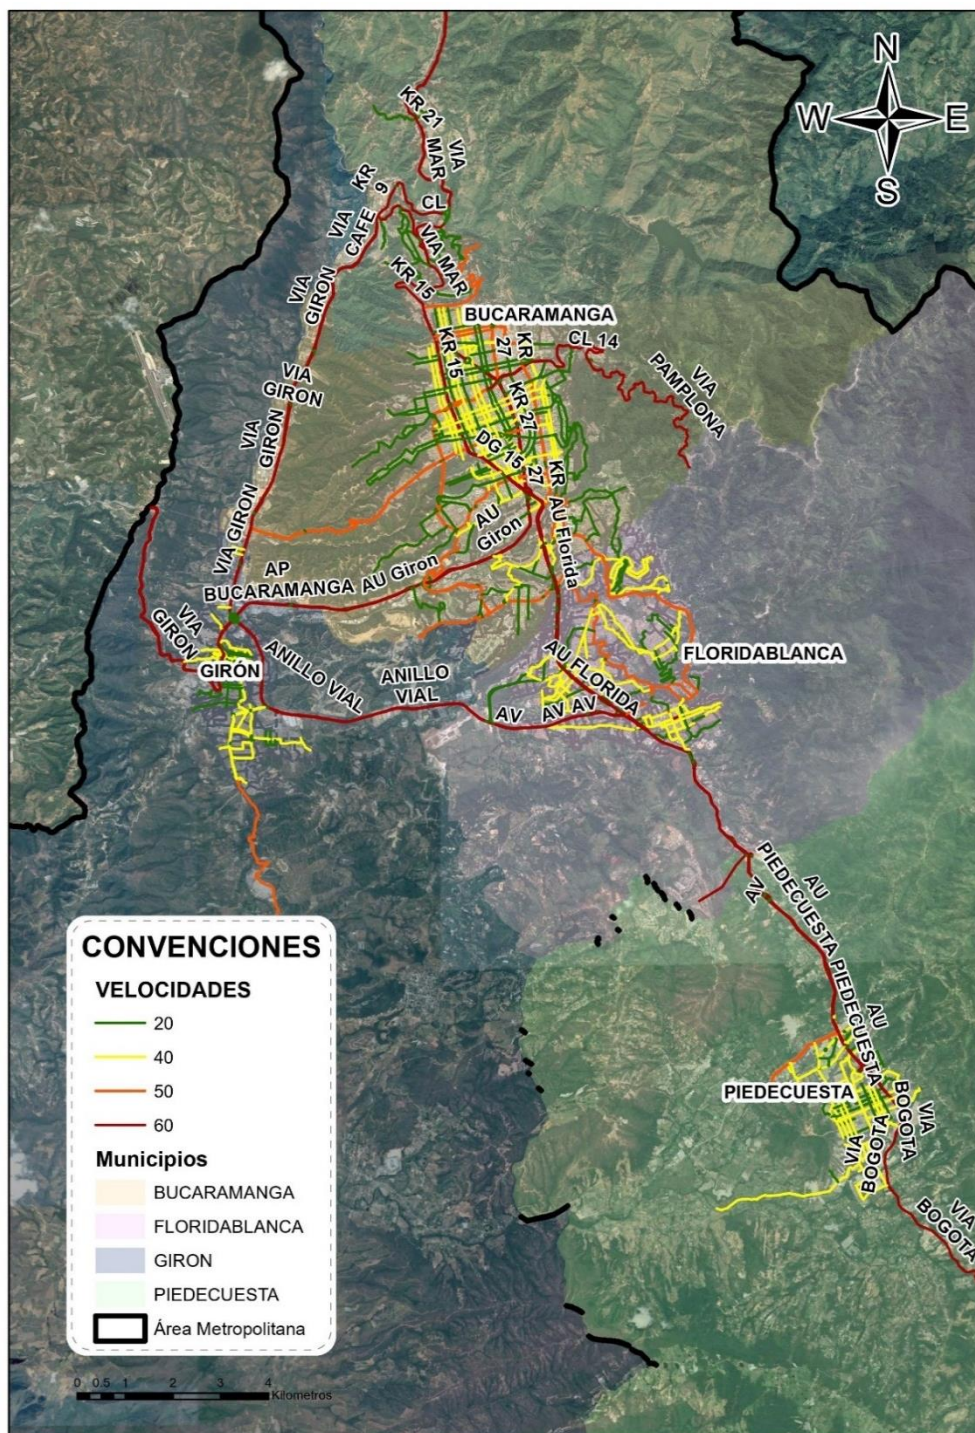 N
W E
S
KR 21
VIA
MAR
KR
9
VIA
CAFE
CL
VIA MAR
VIA
GIRON
KR 15
BUCARAMANGA
KR 15
KR
27
CL 14
VIA
PAMPLONA
VIA
GIRON
KR 27
VIA
GIRON
DG 15
27
KR
VIA GIRON
AU
Giron
AU Florida
AP
BUCARAMANGA
AU Giron
VIA
GIRON
GIRÓN
ANILLO VIAL
ANILLO
VIAL
AU FLORIDA
FLORIDABLANCA
AV
AV
AV
AU
PIEDECUESTA
AV
PIEDECUESTA
AU
PIEDECUESTA
VIA
BOGOTA
VIA
BOGOTA
VIA
BOGOTA
CONVENCIONES
VELOCIDADES
20
40
50
60
Municipios
BUCARAMANGA
FLORIDABLANCA
GIRON
PIEDECUESTA
Área Metropolitana
0 0.5 1 2 3 4
Kilometros